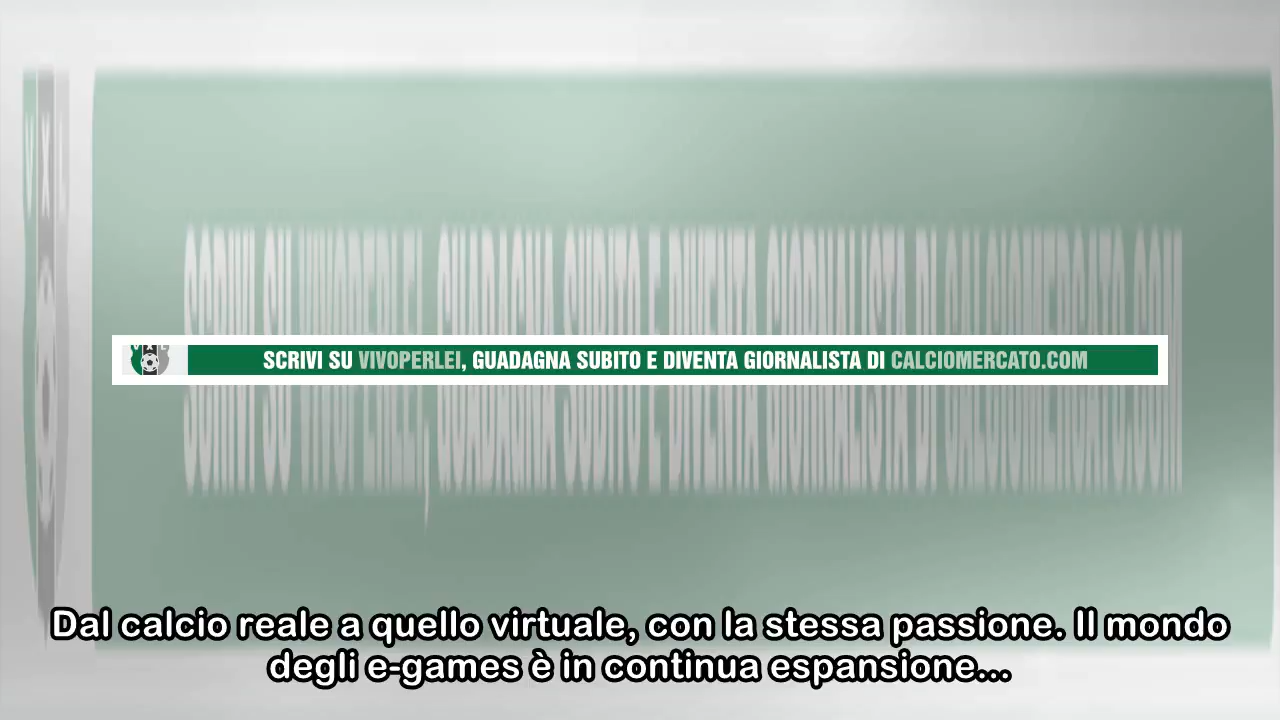 VXL
SCRIVI SU VIVOPERLEI, GUADAGNA SUBITO E DIVENTA GIORNALISTA DI CALCIOMERCATO.COM
Dal calcio reale a quello virtuale, con la stessa passione. Il mondo
degli e-games è in continua espansione...